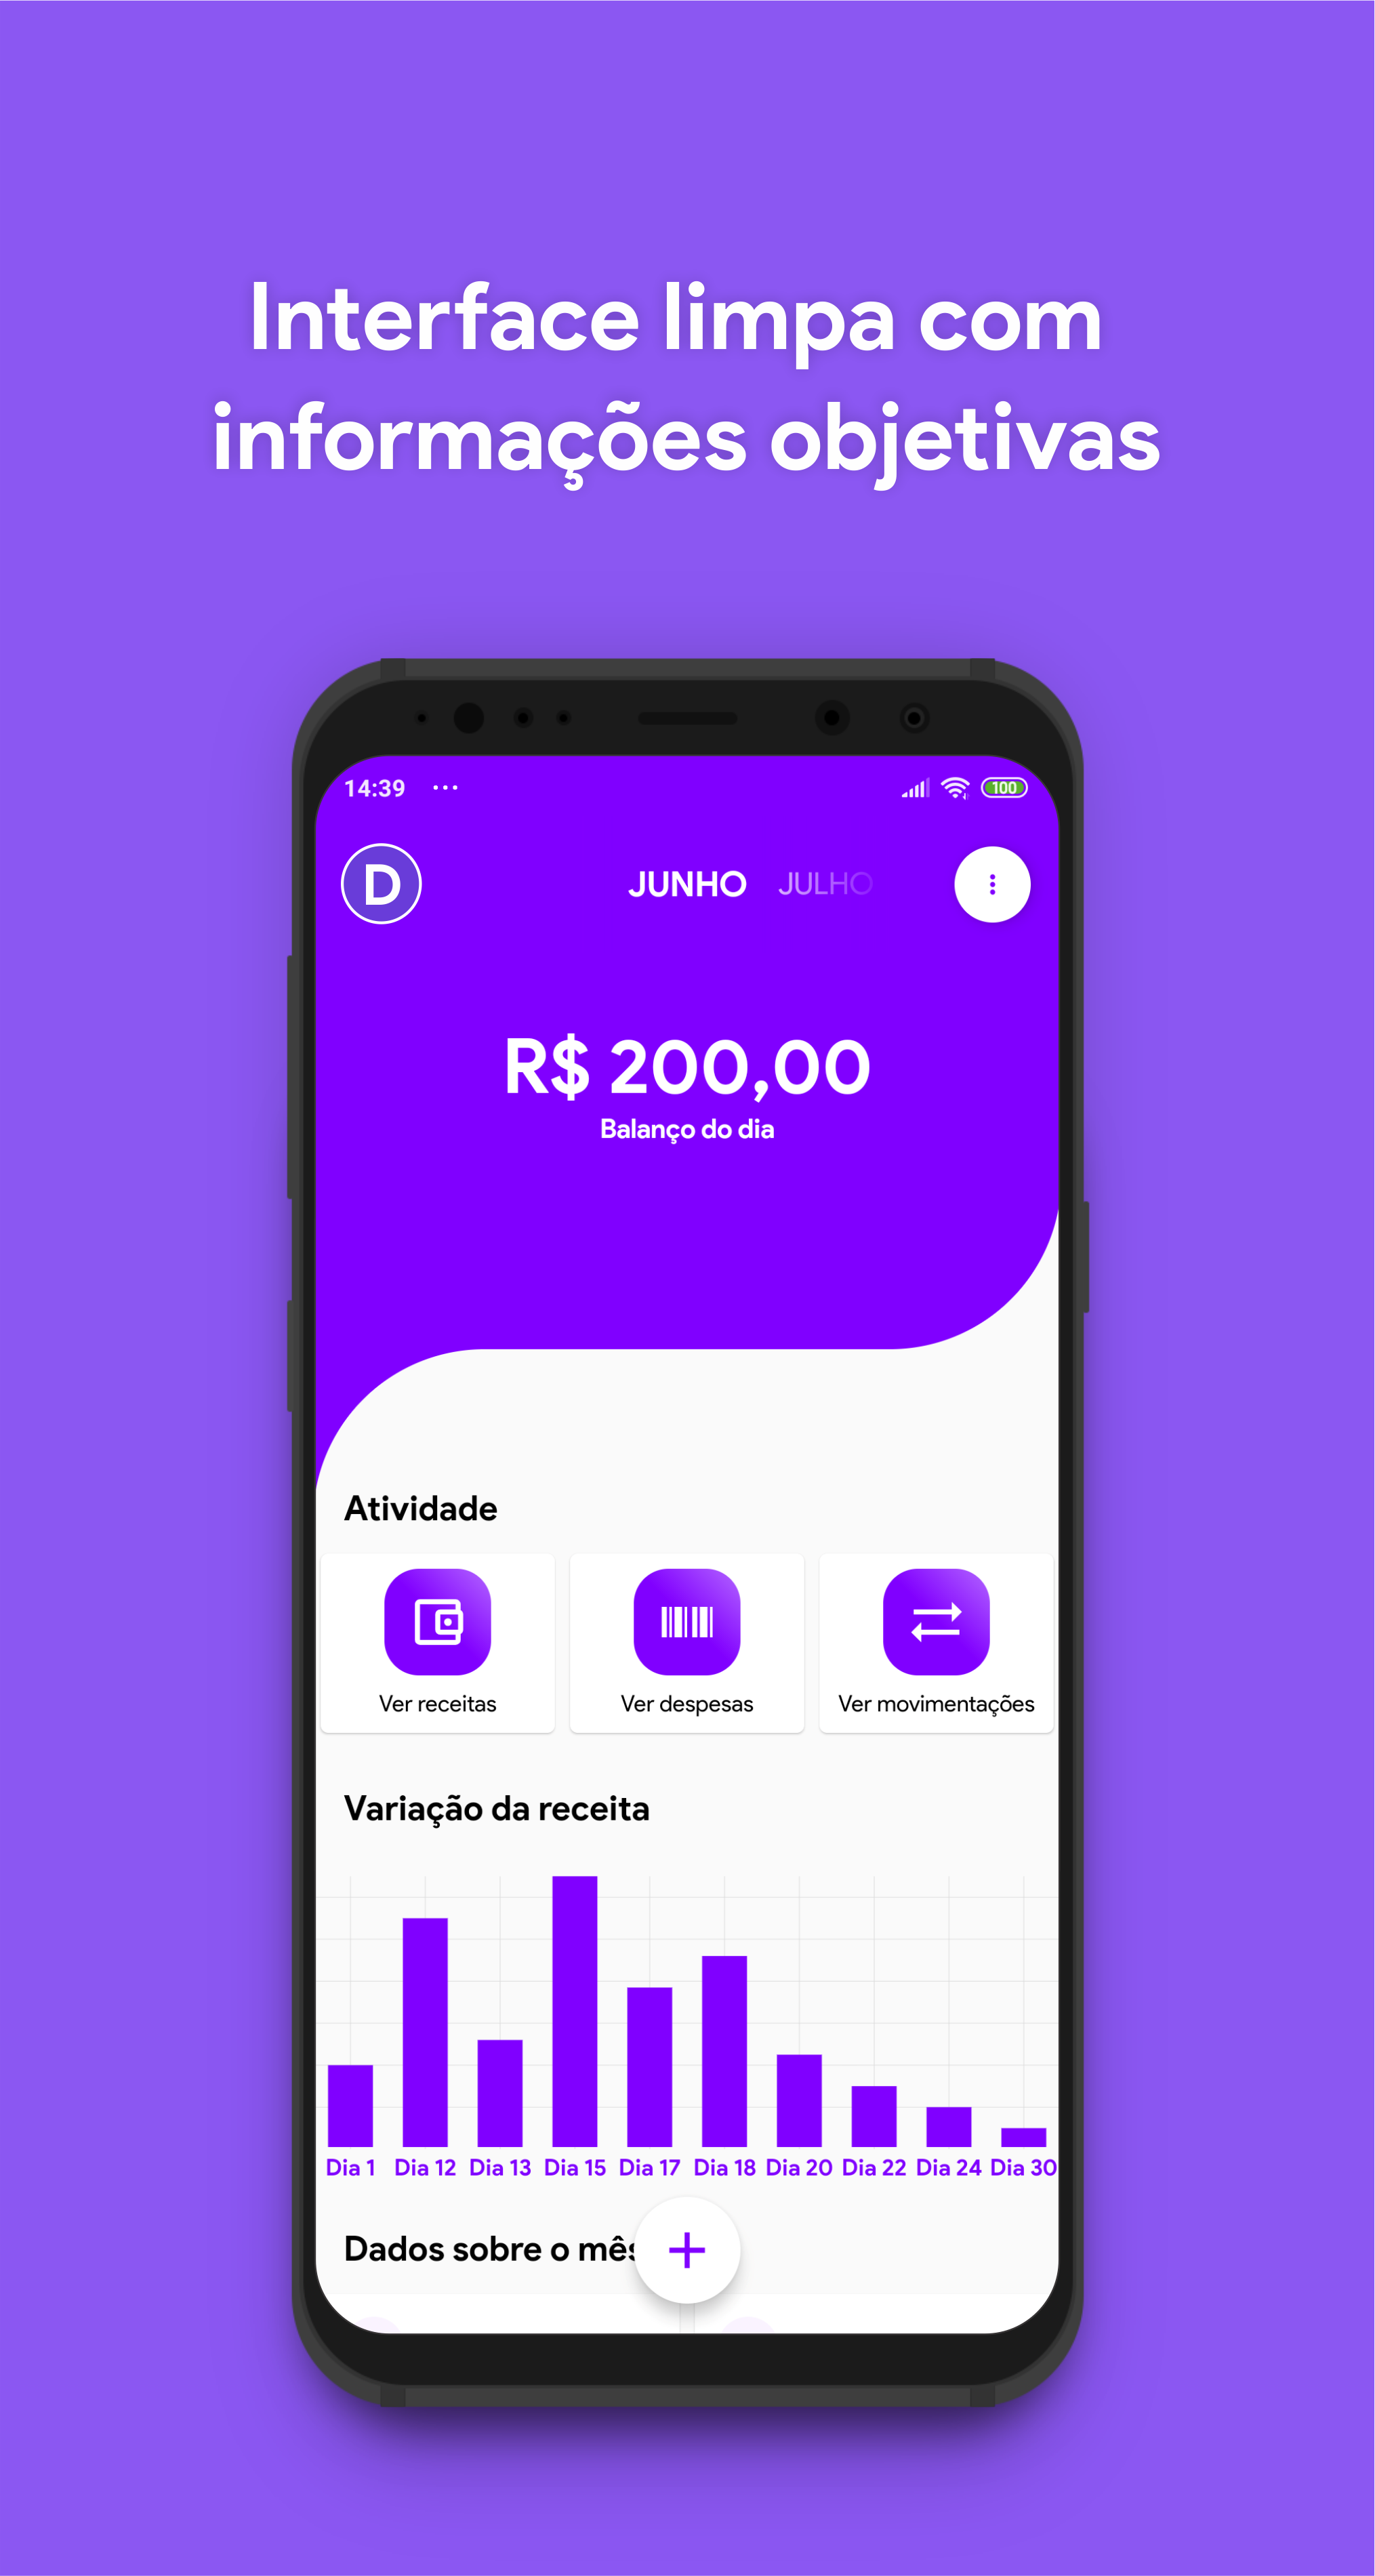 Interface limpa com
informações objetivas
14:39 ...
100
D
JUNHO JULHO
R$ 200,00
Balanço do dia
Atividade
Ver receitas
Ver despesas
Ver movimentações
Variação da receita
Dia 1 Dia 12 Dia 13 Dia 15 Dia 17 Dia 18 Dia 20 Dia 22 Dia 24 Dia 30
Dados sobre o mês
+